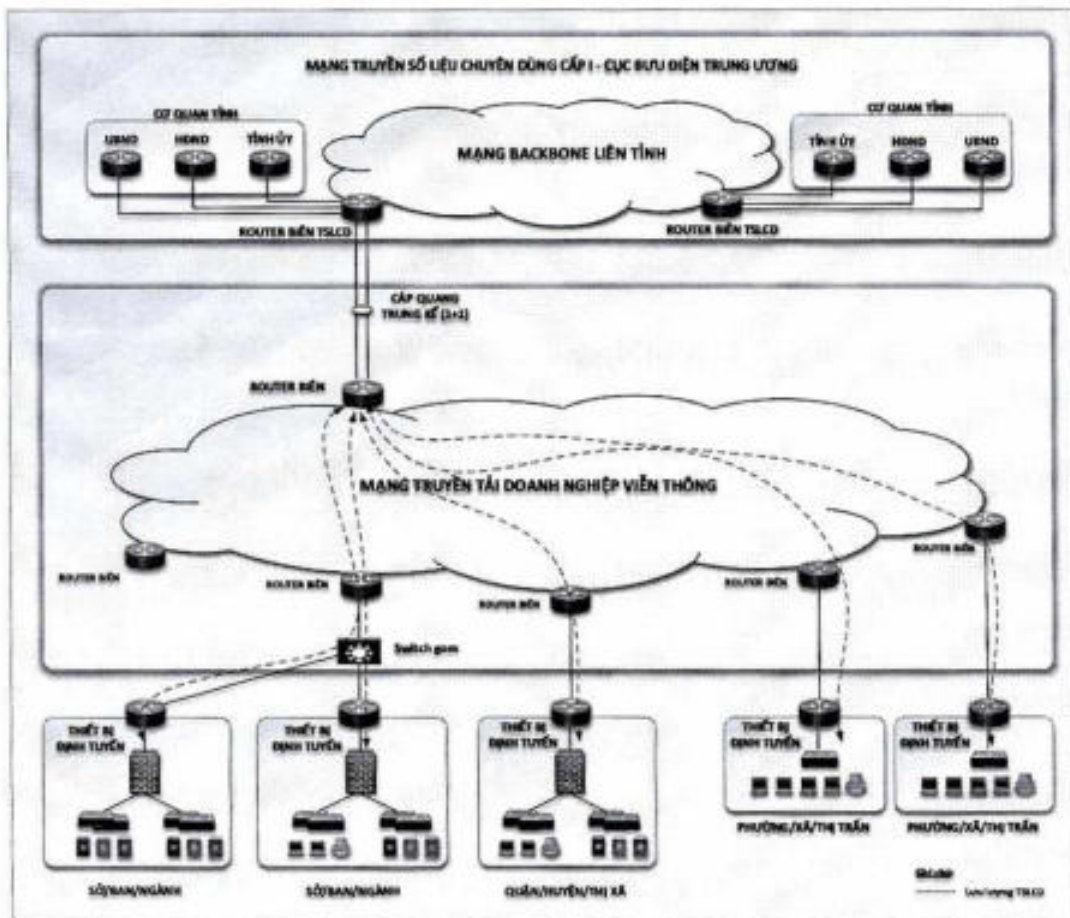 MẠNG TRUYỀN SỐ LIỆU CHUYÊN DÙNG CẤP I - CỤC BƯU ĐIỆN TRUNG ƯƠNG
CƠ QUAN TỈNH
UBND HĐND TỈNH ỦY
MẠNG BACKBONE LIÊN TỈNH
CƠ QUAN TỈNH
TỈNH ỦY HĐND UBND
ROUTER BIÊN TSLCD
ROUTER BIÊN TSLCD
CÁP QUANG
TRUNG KẾ (1+1)
ROUTER BIÊN
MẠNG TRUYỀN TẢI DOANH NGHIỆP VIỄN THÔNG
ROUTER BIÊN
ROUTER BIÊN
ROUTER BIÊN
ROUTER BIÊN
ROUTER BIÊN
Switch gom
THIẾT BỊ
ĐỊNH TUYẾN
THIẾT BỊ
ĐỊNH TUYẾN
THIẾT BỊ
ĐỊNH TUYẾN
THIẾT BỊ
ĐỊNH TUYẾN
THIẾT BỊ
ĐỊNH TUYẾN
SỞ/BAN/NGÀNH
SỞ/BAN/NGÀNH
QUẬN/HUYỆN/THỊ XÃ
PHƯỜNG/XÃ/THỊ TRẤN
PHƯỜNG/XÃ/THỊ TRẤN
Ghi chú:
Lưu lượng TSLCD